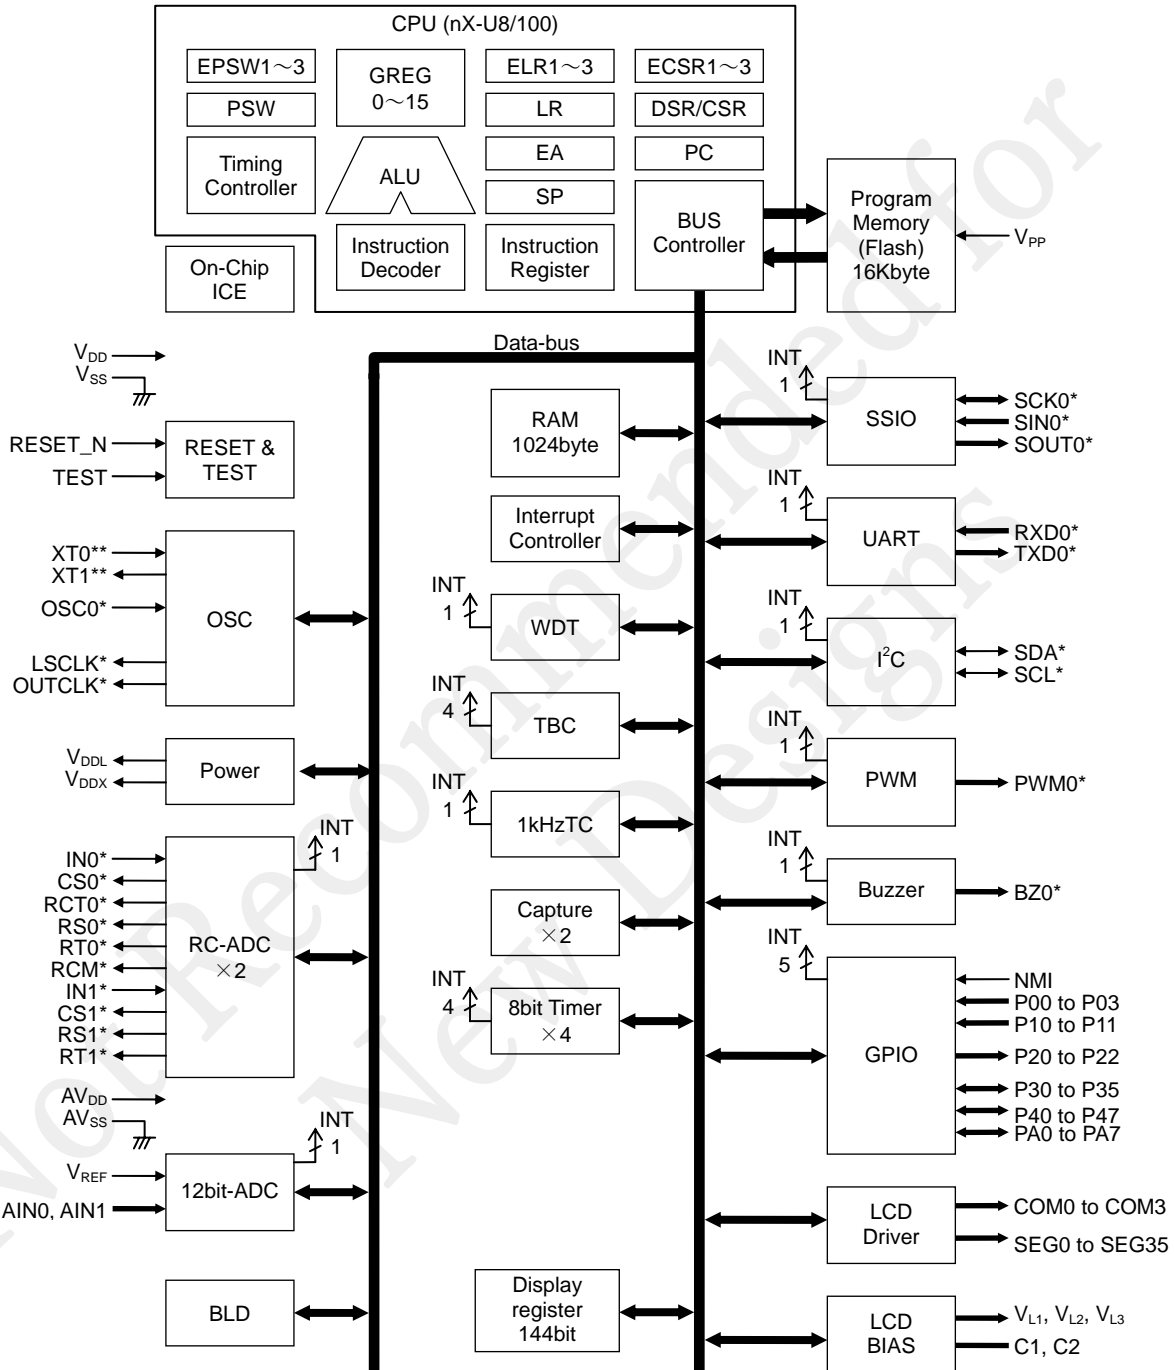 CPU (nX-U8/100)
EPSW1～3
GREG
0～15
ELR1～3
ECSR1～3
PSW
LR
DSR/CSR
Timing
Controller
ALU
EA
PC
SP
BUS
Controller
Program
Memory
(Flash)
16Kbyte
VPP
On-Chip
ICE
Instruction
Decoder
Instruction
Register
Data-bus
VDD
VSS
RESET_N
TEST
RESET &
TEST
XT0**
XT1**
OSC0*
LSCLK*
OUTCLK*
OSC
VDDL
VDDX
Power
IN0*
CS0*
RCT0*
RS0*
RT0*
RCM*
IN1*
CS1*
RS1*
RT1*
RC-ADC
×2
INT
1
AVDD
AVSS
VREF
AIN0, AIN1
12bit-ADC
INT
1
BLD
RAM
1024byte
Interrupt
Controller
INT
1
WDT
INT
4
TBC
INT
1
1kHzTC
Capture
×2
INT
4
8bit Timer
×4
Display
register
144bit
INT
1
SSIO
SCK0*
SIN0*
SOUT0*
INT
1
UART
RXD0*
TXD0*
INT
1
I²C
SDA*
SCL*
INT
1
PWM
PWM0*
INT
1
Buzzer
BZ0*
INT
5
GPIO
NMI
P00 to P03
P10 to P11
P20 to P22
P30 to P35
P40 to P47
PA0 to PA7
LCD
Driver
COM0 to COM3
SEG0 to SEG35
LCD
BIAS
VL1, VL2, VL3
C1, C2
Not Recommended for
New Designs